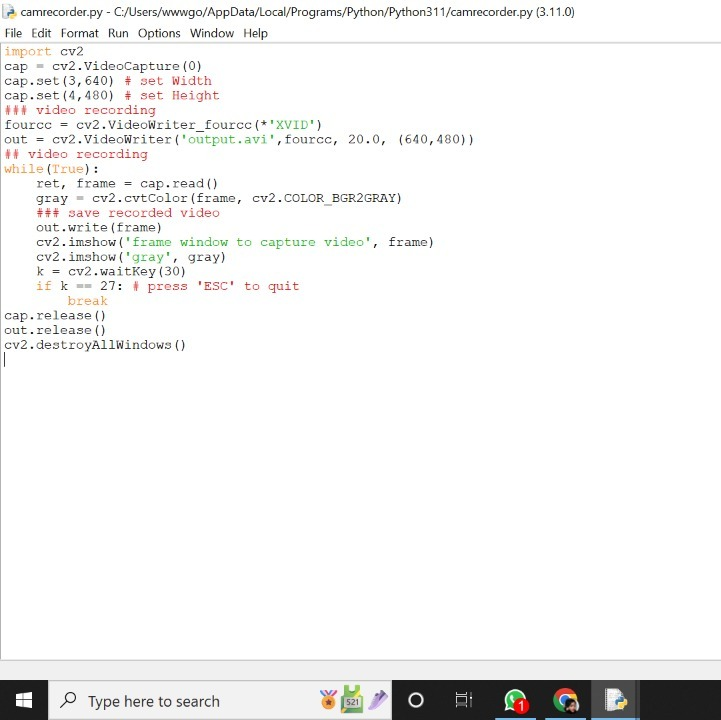 camrecorder.py - C:/Users/wwwgo/AppData/Local/Programs/Python/Python311/camrecorder.py (3.11.0)
File Edit Format Run Options Window Help
import cv2
cap = cv2.VideoCapture(0)
cap.set(3,640) # set Width
cap.set(4,480) # set Height
### video recording
fourcc = cv2.VideoWriter_fourcc(*'XVID')
out = cv2.VideoWriter('output.avi',fourcc, 20.0, (640,480))
## video recording
while(True):
    ret, frame = cap.read()
    gray = cv2.cvtColor(frame, cv2.COLOR_BGR2GRAY)
    ### save recorded video
    out.write(frame)
    cv2.imshow('frame window to capture video', frame)
    cv2.imshow('gray', gray)
    k = cv2.waitKey(30)
    if k == 27: # press 'ESC' to quit
        break
cap.release()
out.release()
cv2.destroyAllWindows()
Type here to search
521
1